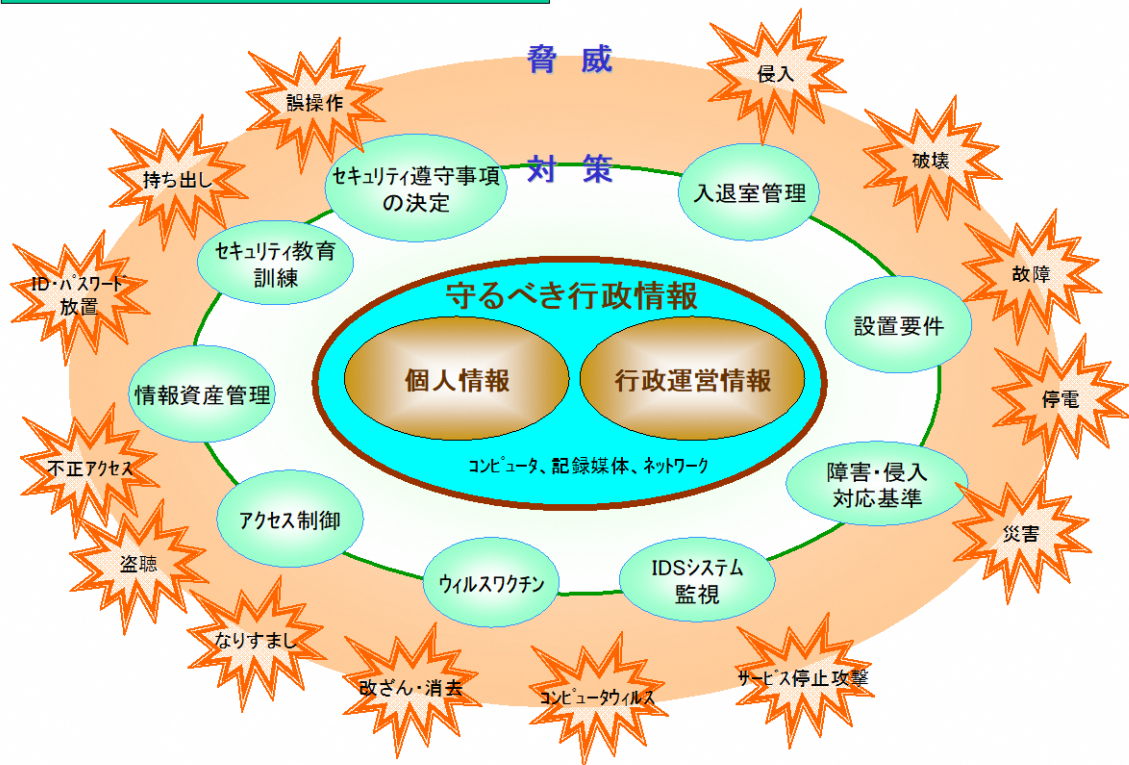 脅 威
侵入
誤操作
破壊
持ち出し
対 策
セキュリティ遵守事項
の決定
入退室管理
セキュリティ教育
訓練
故障
ID・パスワード
放置
守るべき行政情報
設置要件
個人情報
行政運営情報
情報資産管理
停電
コンピュータ、記録媒体、ネットワーク
不正アクセス
障害・侵入
対応基準
アクセス制御
災害
盗聴
ウィルスワクチン
IDSシステム
監視
なりすまし
改ざん・消去
コンピュータウィルス
サービス停止攻撃